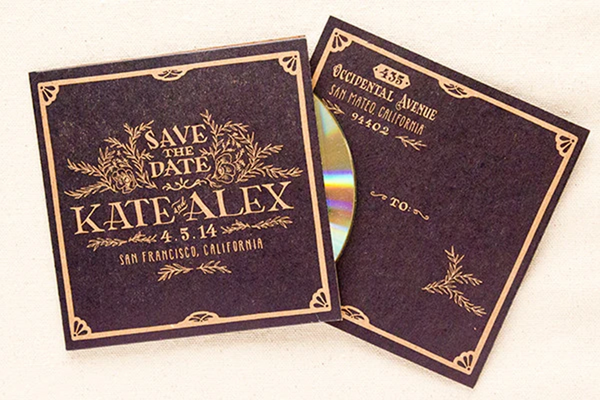 SAVE
THE
DATE
KATE and ALEX
4.5.14
SAN FRANCISCO, CALIFORNIA
435
OCCIDENTAL AVENUE
SAN MATEO, CALIFORNIA
94402
TO: